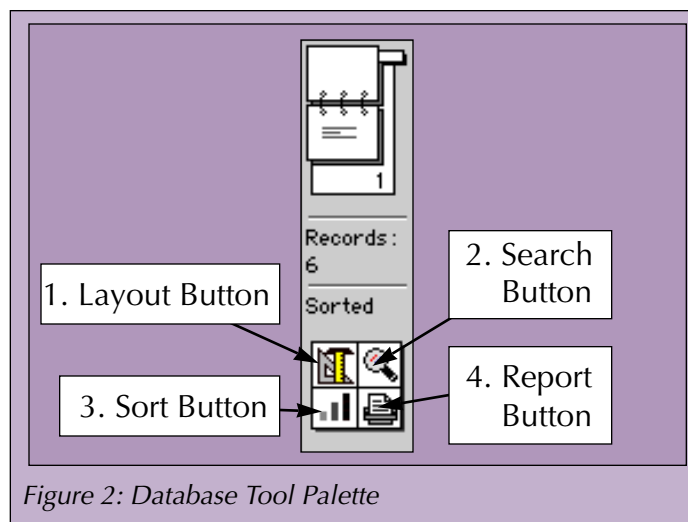 1
Records:
6
Sorted
1. Layout Button
2. Search
Button
3. Sort Button
4. Report
Button
Figure 2: Database Tool Palette